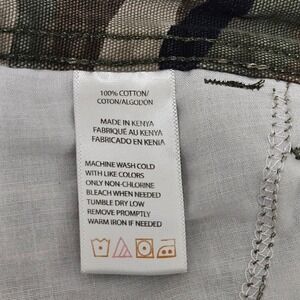 100% COTTON/
COTON/ALGODON
MADE IN KENYA
FABRIQUÉ AU KENYA
FABRICADO EN KENIA
MACHINE WASH COLD
WITH LIKE COLORS
ONLY NON-CHLORINE
BLEACH WHEN NEEDED
TUMBLE DRY LOW
REMOVE PROMPTLY
WARM IRON IF NEEDED